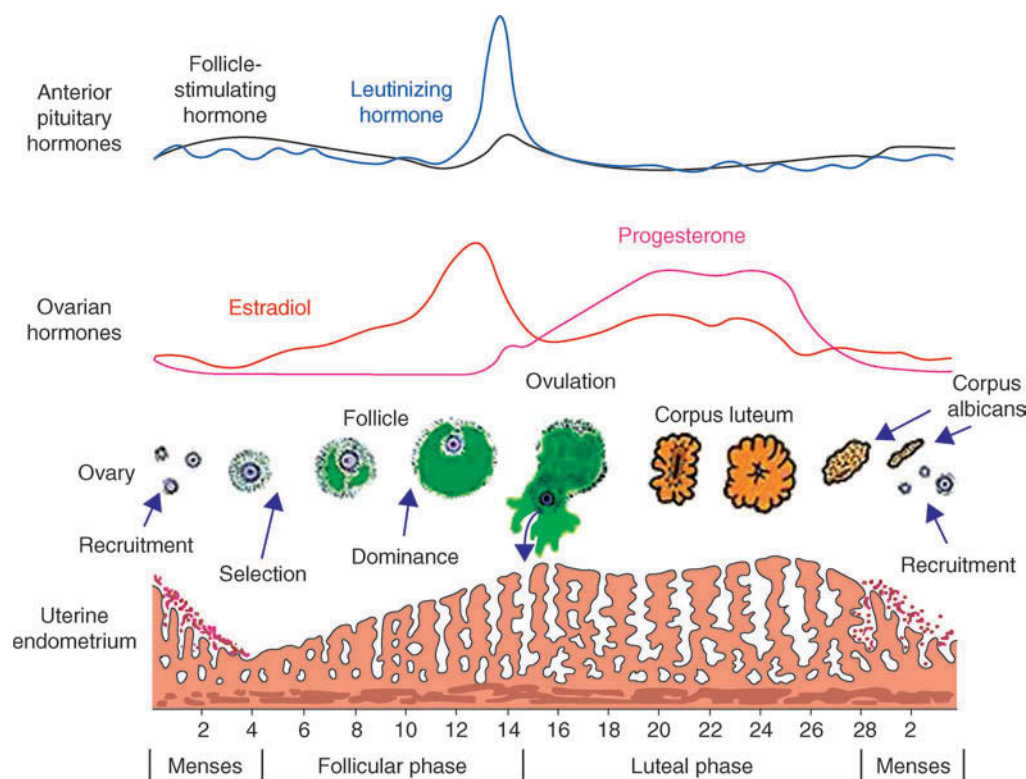 Follicle-
stimulating
hormone
Leutinizing
hormone
Anterior
pituitary
hormones
Progesterone
Estradiol
Ovarian
hormones
Ovulation
Corpus
albicans
Follicle
Corpus luteum
Ovary
Recruitment
Selection
Dominance
Recruitment
Uterine
endometrium
2 4 6 8 10 12 14 16 18 20 22 24 26 28 2
Menses Follicular phase Luteal phase Menses